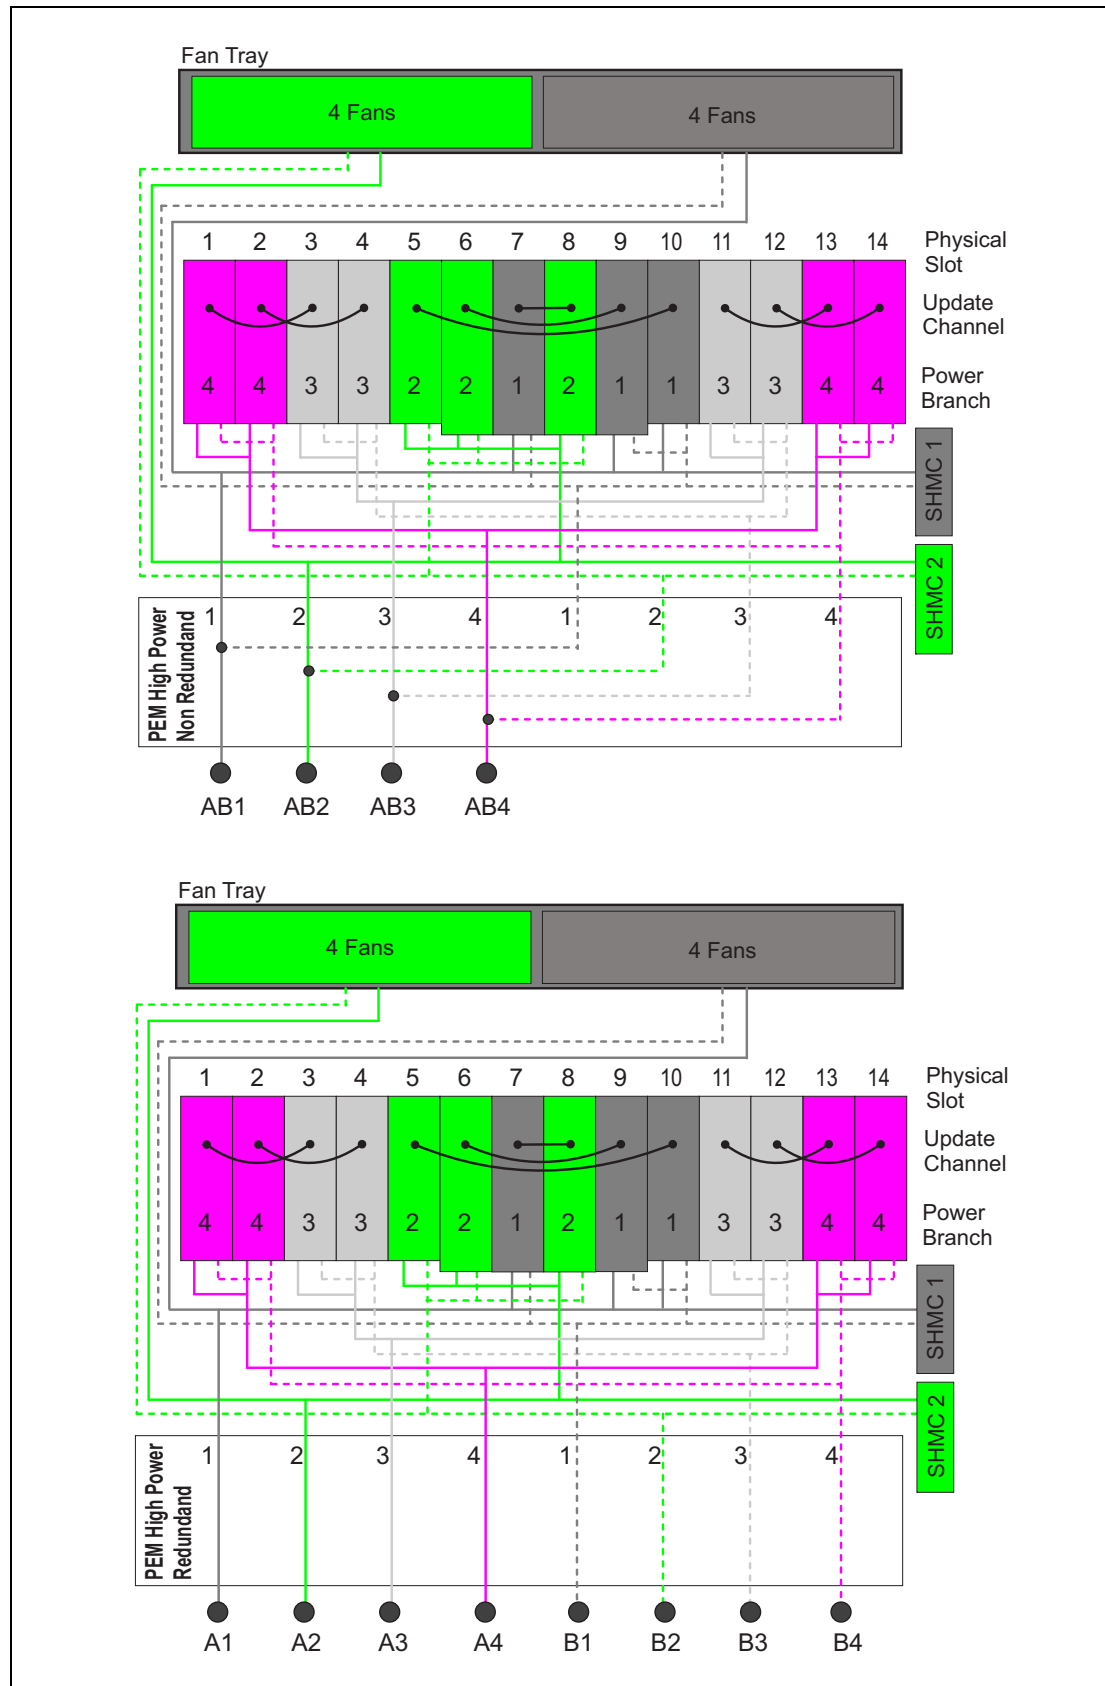 Fan Tray
4 Fans 4 Fans
1 2 3 4 5 6 7 8 9 10 11 12 13 14 Physical
Slot
Update
Channel
4 4 3 3 2 2 1 2 1 1 3 3 4 4 Power
Branch
SHMC 1
SHMC 2
PEM High Power
Non Redundand
1 2 3 4 1 2 3 4
AB1 AB2 AB3 AB4
Fan Tray
4 Fans 4 Fans
1 2 3 4 5 6 7 8 9 10 11 12 13 14 Physical
Slot
Update
Channel
4 4 3 3 2 2 1 2 1 1 3 3 4 4 Power
Branch
SHMC 1
SHMC 2
PEM High Power
Redundand
1 2 3 4 1 2 3 4
A1 A2 A3 A4 B1 B2 B3 B4